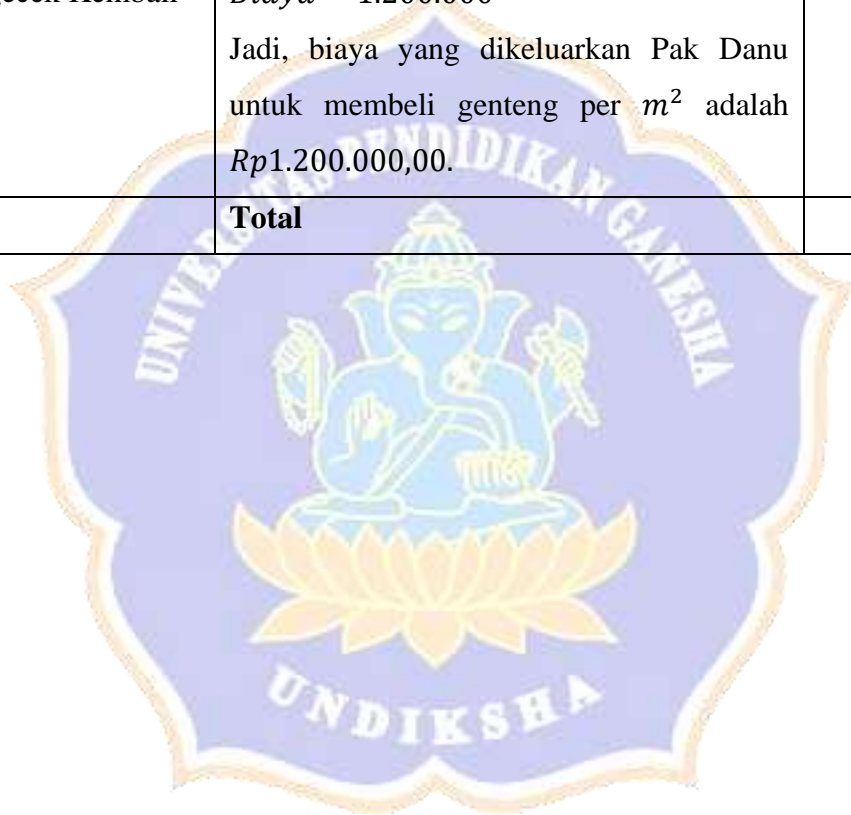 Jadi, biaya yang dikeluarkan Pak Danu
untuk membeli genteng per 𝑚² adalah
𝑅𝑝1.200.000,00.
Total
UNIVERSITAS PENDIDIKAN GANESHA
UNDIKSHA